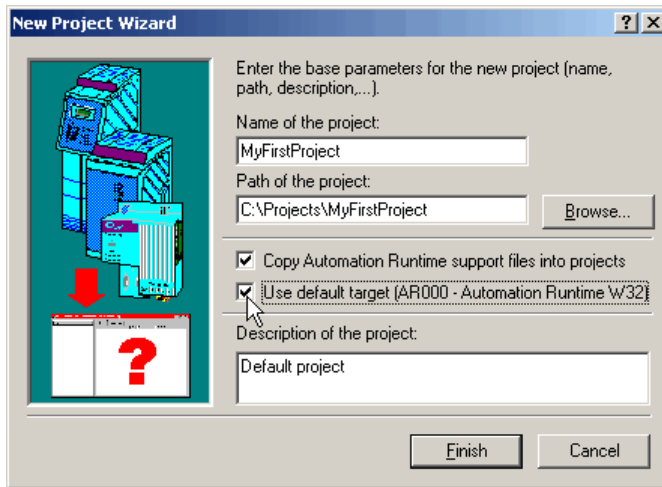 New Project Wizard
Enter the base parameters for the new project (name,
path, description,...).
Name of the project:
MyFirstProject
Path of the project:
C:\Projects\MyFirstProject
Browse...
Copy Automation Runtime support files into projects
Use default target (AR000 - Automation Runtime W32)
Description of the project:
Default project
?
Finish
Cancel